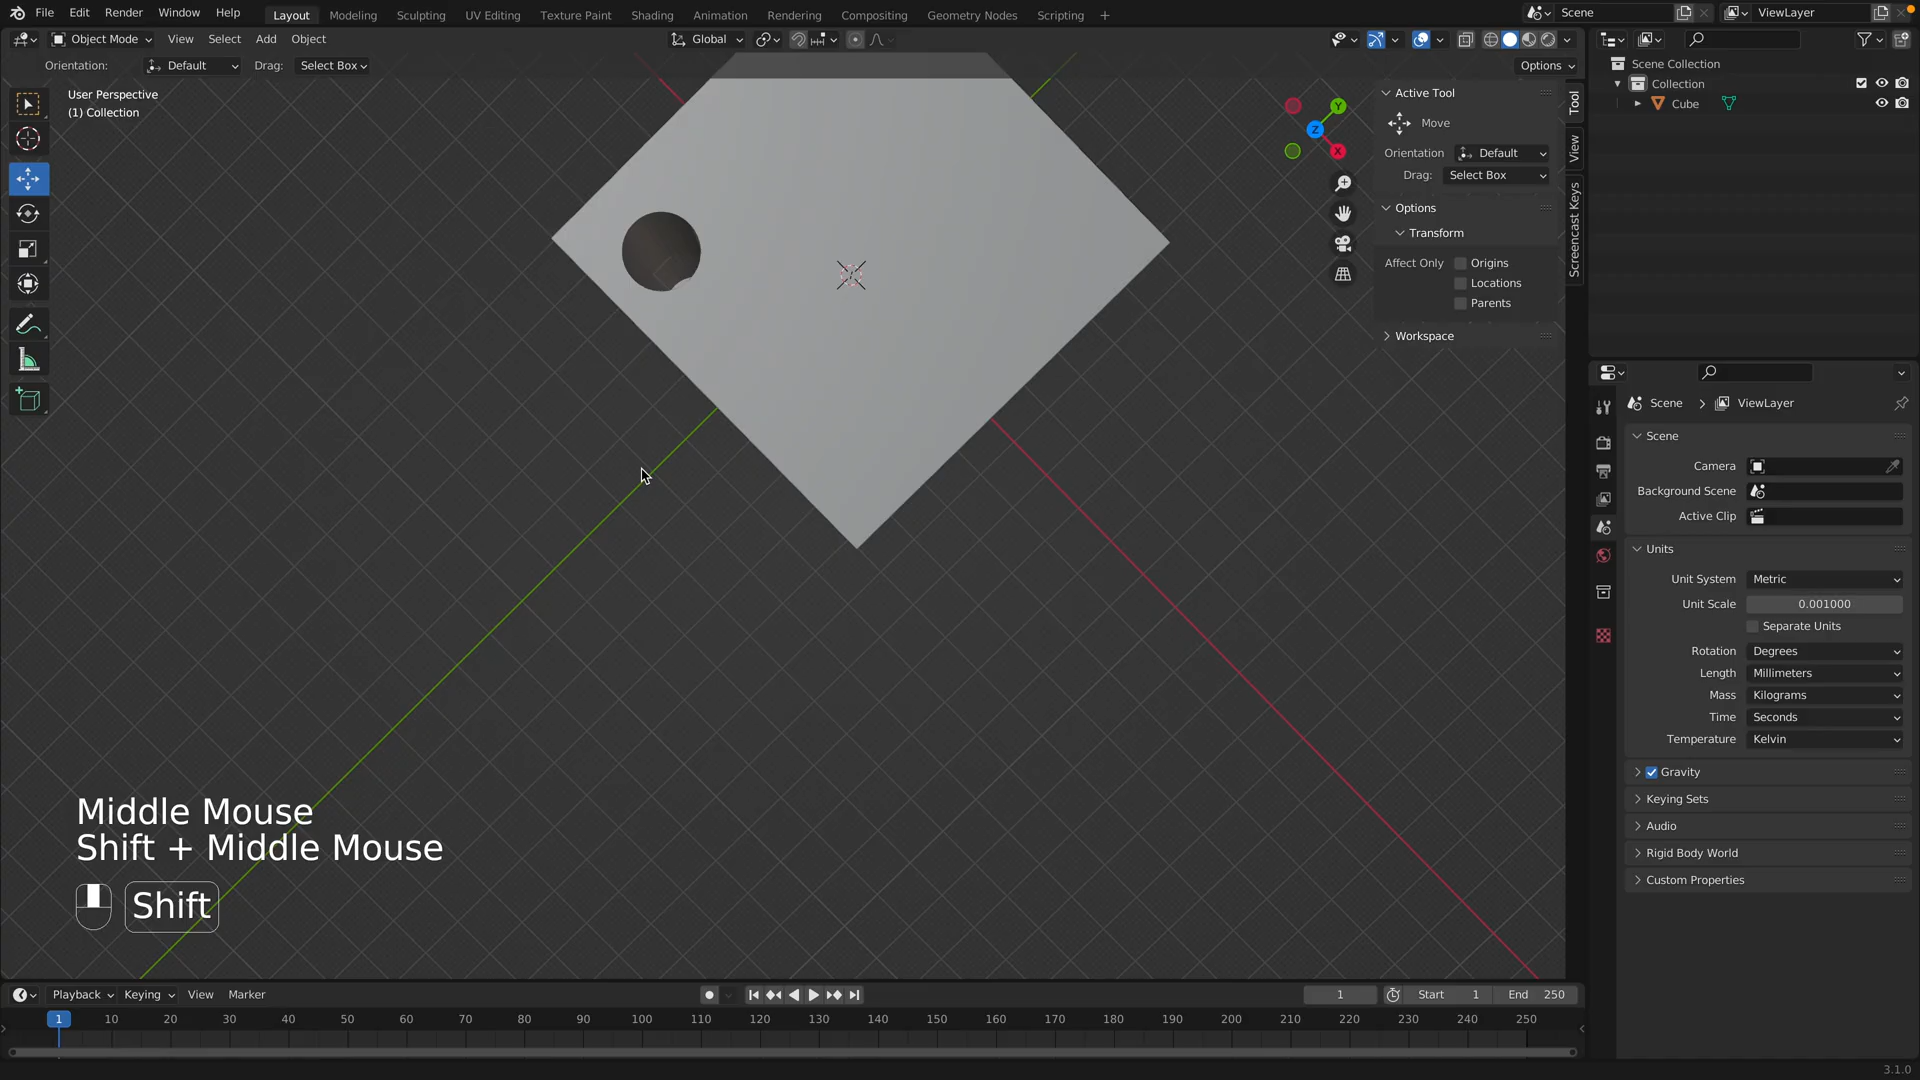 File Edit Render Window Help
Layout Modeling Sculpting UV Editing Texture Paint Shading Animation Rendering Compositing Geometry Nodes Scripting +
Scene
ViewLayer
Object Mode View Select Add Object
Global
Orientation: Default Drag: Select Box
Options
User Perspective
(1) Collection
Y
Z
X
Active Tool
Move
Orientation Default
Drag: Select Box
Options
Transform
Affect Only Origins
Locations
Parents
Workspace
Tool
View
Screencast Keys
Scene Collection
Collection
Cube
Scene > ViewLayer
Scene
Camera
Background Scene
Active Clip
Units
Unit System Metric
Unit Scale 0.001000
Separate Units
Rotation Degrees
Length Millimeters
Mass Kilograms
Time Seconds
Temperature Kelvin
Gravity
Keying Sets
Audio
Rigid Body World
Custom Properties
Middle Mouse
Shift + Middle Mouse
Shift
Playback Keying View Marker
1 Start 1 End 250
1 10 20 30 40 50 60 70 80 90 100 110 120 130 140 150 160 170 180 190 200 210 220 230 240 250
3.1.0